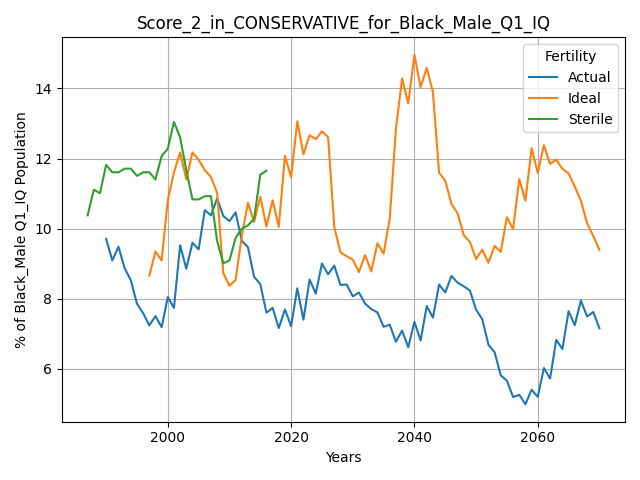 Score_2_in_CONSERVATIVE_for_Black_Male_Q1_IQ
Fertility
Actual
Ideal
Sterile
% of Black_Male Q1_IQ Population
14
12
10
8
6
2000 2020 2040 2060
Years